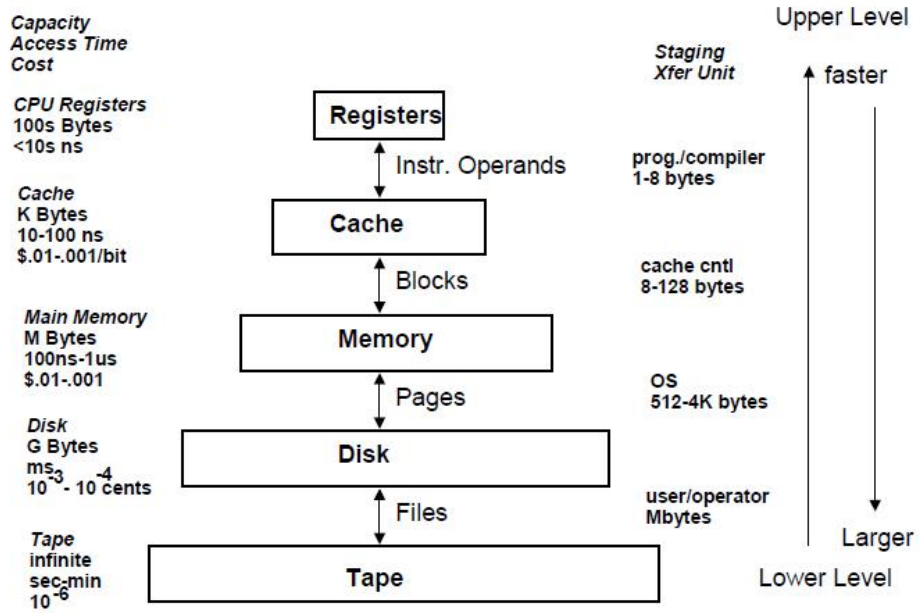 Capacity
Access Time
Cost
CPU Registers
100s Bytes
<10s ns
Cache
K Bytes
10-100 ns
$.01-.001/bit
Main Memory
M Bytes
100ns-1us
$.01-.001
Disk
G Bytes
ms
10-3 - 10-4 cents
Tape
infinite
sec-min
10-6
Registers
Instr. Operands
Cache
Blocks
Memory
Pages
Disk
Files
Tape
Staging
Xfer Unit
prog./compiler
1-8 bytes
cache cntl
8-128 bytes
OS
512-4K bytes
user/operator
Mbytes
Upper Level
faster
Larger
Lower Level